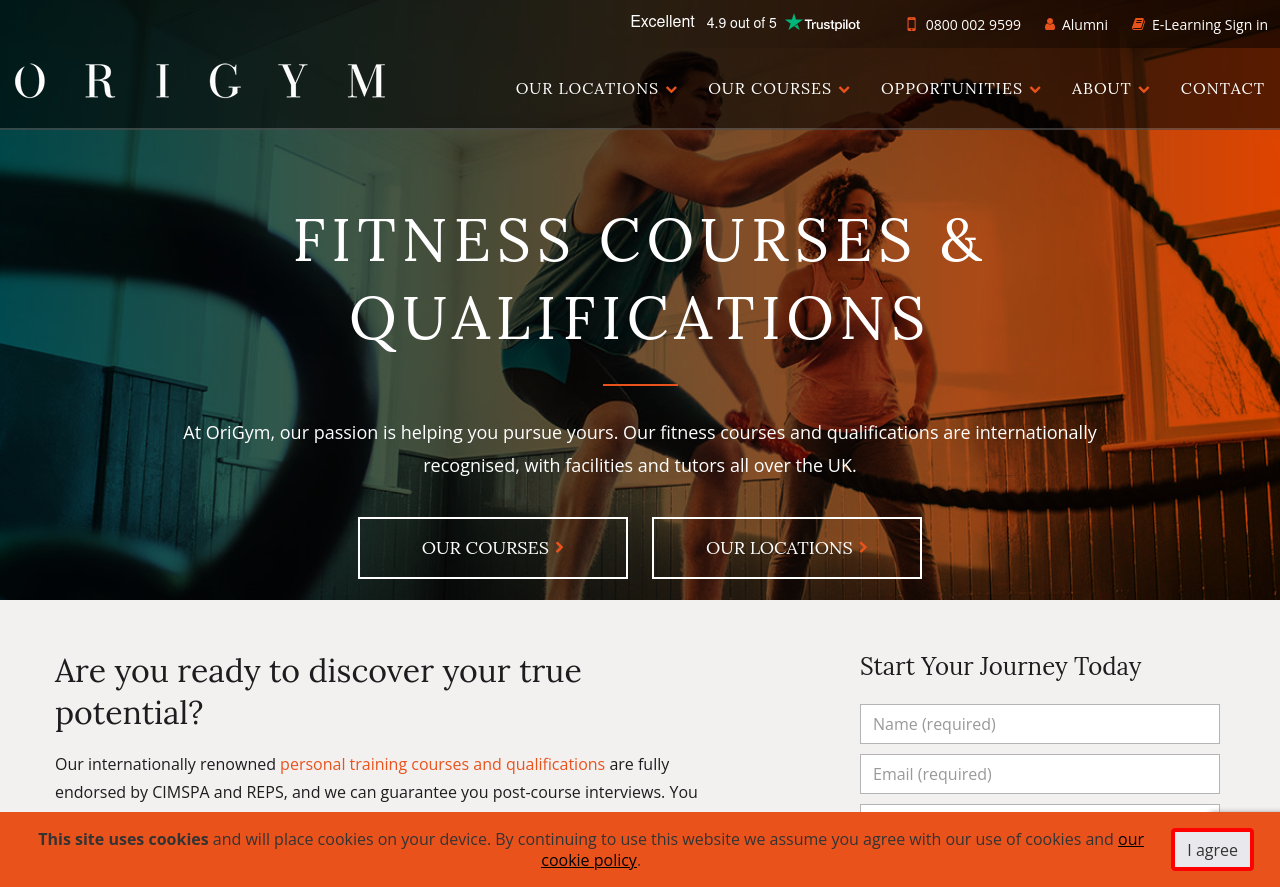 Excellent 4.9 out of 5 Trustpilot
0800 002 9599 Alumni E-Learning Sign in
ORIGYM
OUR LOCATIONS OUR COURSES OPPORTUNITIES ABOUT CONTACT
FITNESS COURSES &
QUALIFICATIONS
At OriGym, our passion is helping you pursue yours. Our fitness courses and qualifications are internationally
recognised, with facilities and tutors all over the UK.
OUR COURSES OUR LOCATIONS
Are you ready to discover your true
potential?
Our internationally renowned personal training courses and qualifications are fully
endorsed by CIMSPA and REPS, and we can guarantee you post-course interviews. You
Start Your Journey Today
Name (required)
Email (required)
This site uses cookies and will place cookies on your device. By continuing to use this website we assume you agree with our use of cookies and our
cookie policy.
I agree